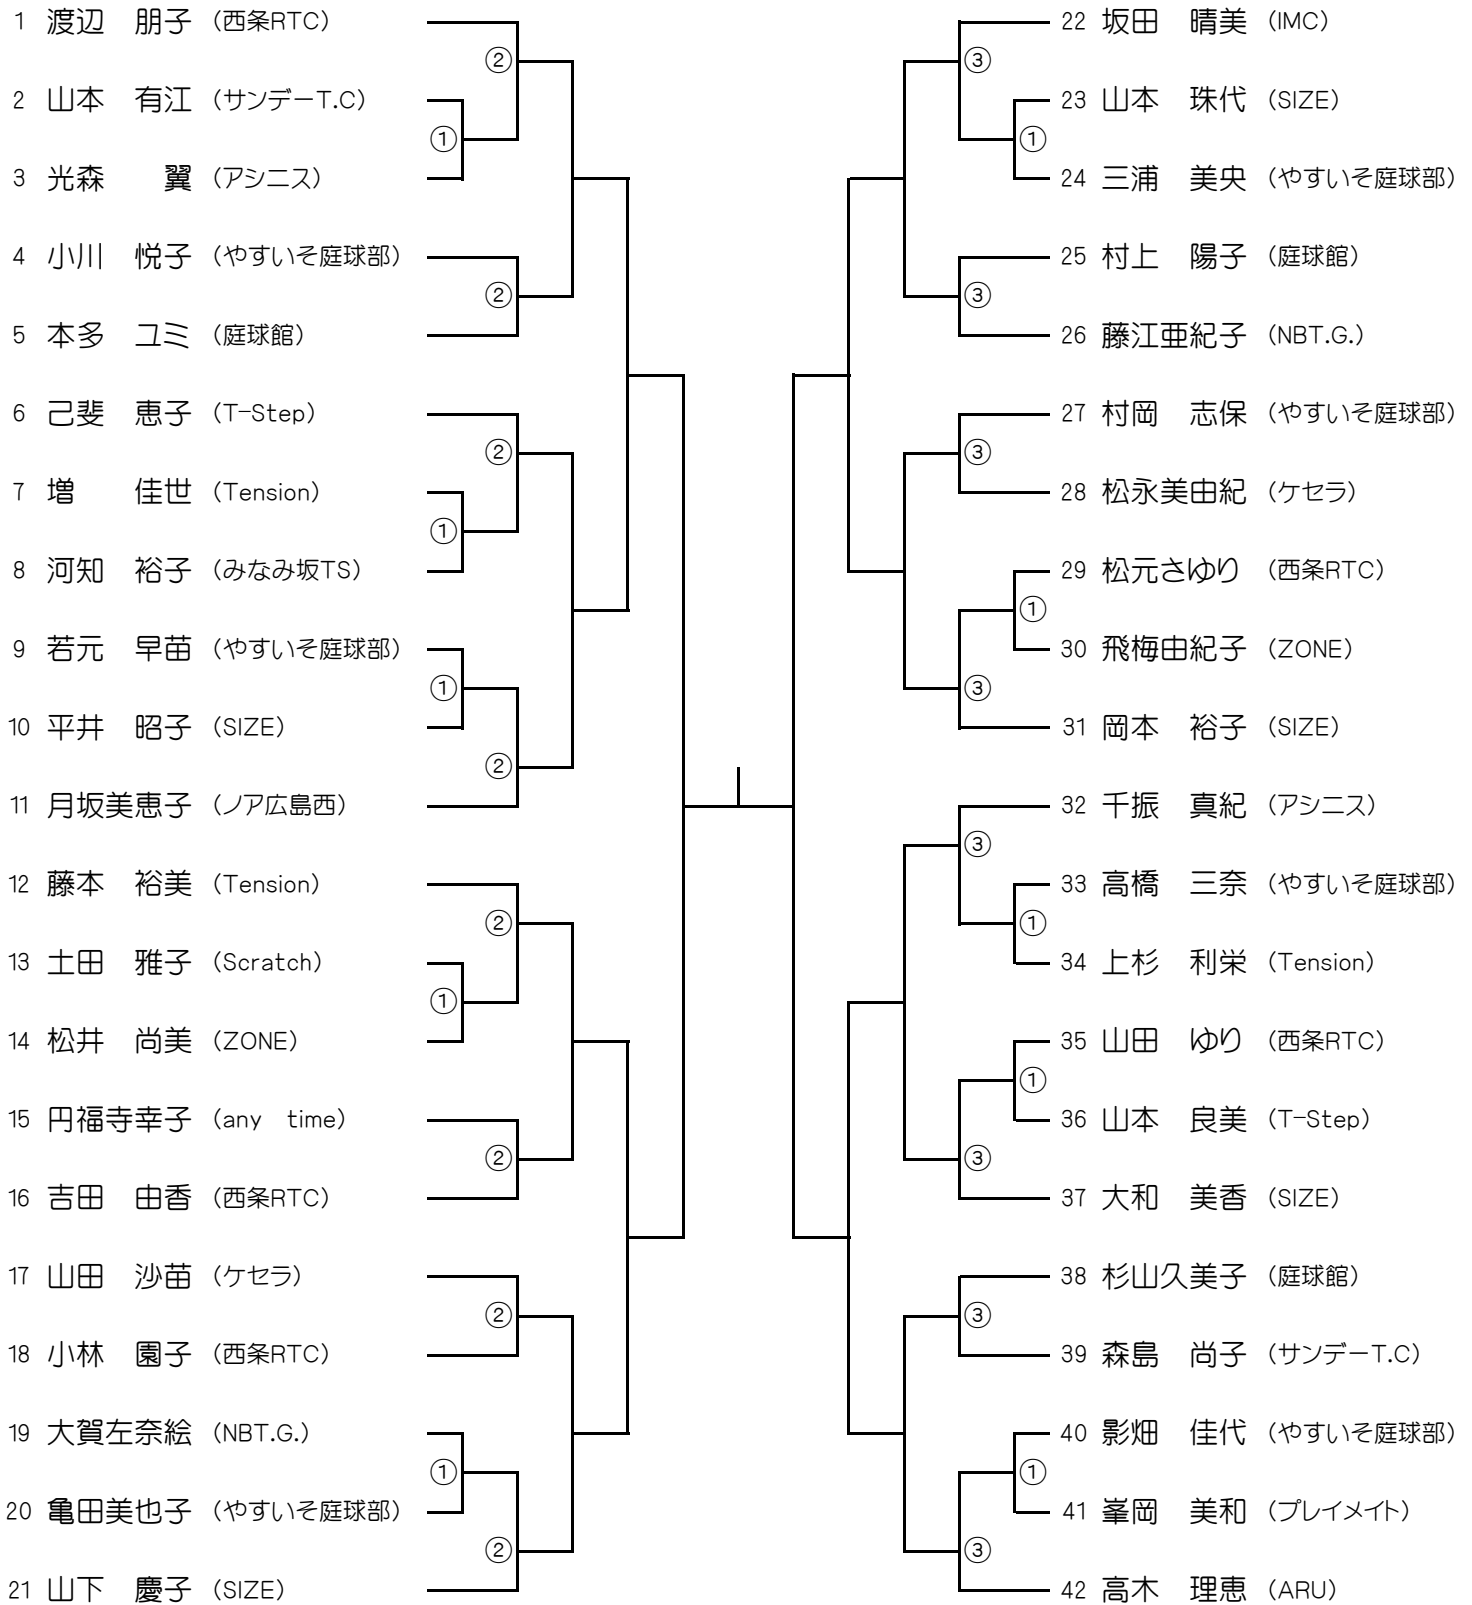 1 渡辺 朋子 (西条RTC)
2 山本 有江 (サンデーT.C)
3 光森 翼 (アシニス)
4 小川 悦子 (やすいそ庭球部)
5 本多 ユミ (庭球館)
6 己斐 恵子 (T-Step)
7 増 佳世 (Tension)
8 河知 裕子 (みなみ坂TS)
9 若元 早苗 (やすいそ庭球部)
10 平井 昭子 (SIZE)
11 月坂美恵子 (ノア広島西)
12 藤本 裕美 (Tension)
13 土田 雅子 (Scratch)
14 松井 尚美 (ZONE)
15 円福寺幸子 (any time)
16 吉田 由香 (西条RTC)
17 山田 沙苗 (ケセラ)
18 小林 園子 (西条RTC)
19 大賀左奈絵 (NBT.G.)
20 亀田美也子 (やすいそ庭球部)
21 山下 慶子 (SIZE)
②
①
②
②
①
①
②
②
①
②
②
①
②
22 坂田 晴美 (IMC)
23 山本 珠代 (SIZE)
24 三浦 美央 (やすいそ庭球部)
25 村上 陽子 (庭球館)
26 藤江亜紀子 (NBT.G.)
27 村岡 志保 (やすいそ庭球部)
28 松永美由紀 (ケセラ)
29 松元さゆり (西条RTC)
30 飛梅由紀子 (ZONE)
31 岡本 裕子 (SIZE)
32 千振 真紀 (アシニス)
33 高橋 三奈 (やすいそ庭球部)
34 上杉 利栄 (Tension)
35 山田 ゆり (西条RTC)
36 山本 良美 (T-Step)
37 大和 美香 (SIZE)
38 杉山久美子 (庭球館)
39 森島 尚子 (サンデーT.C)
40 影畑 佳代 (やすいそ庭球部)
41 峯岡 美和 (プレイメイト)
42 高木 理恵 (ARU)
③
①
③
③
①
③
③
①
①
③
③
①
③